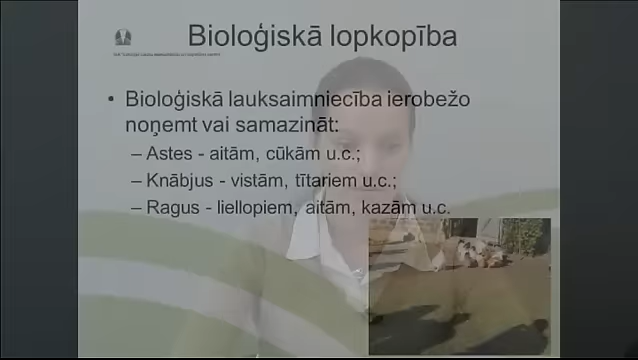 Bioloģiskā lopkopība
• Bioloģiskā lauksaimniecība ierobežo
noņemt vai samazināt:
– Astes - aitām, cūkām u.c.;
– Knābjus - vistām, tītariem u.c.;
– Ragus - liellopiem, aitām, kazām u.c.